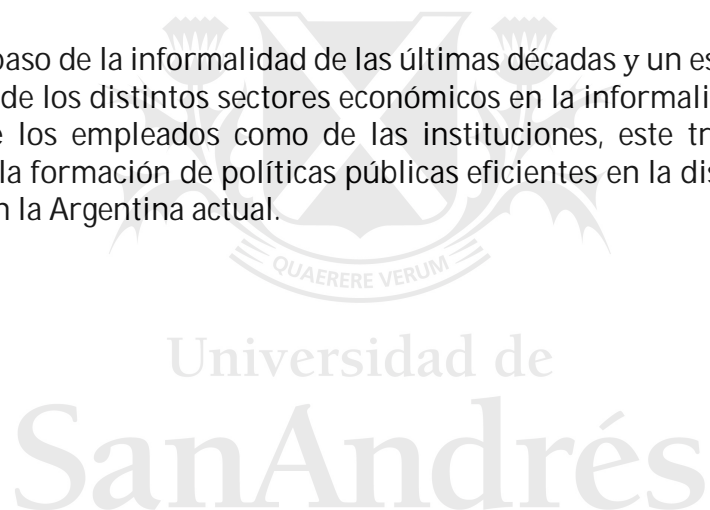 paso de la informalidad de las últimas décadas y un es
de los distintos sectores económicos en la informali
los empleados como de las instituciones, este tr
la formación de políticas públicas eficientes en la dis
la Argentina actual.
QUAERERE VERUM
Universidad de
SanAndrés